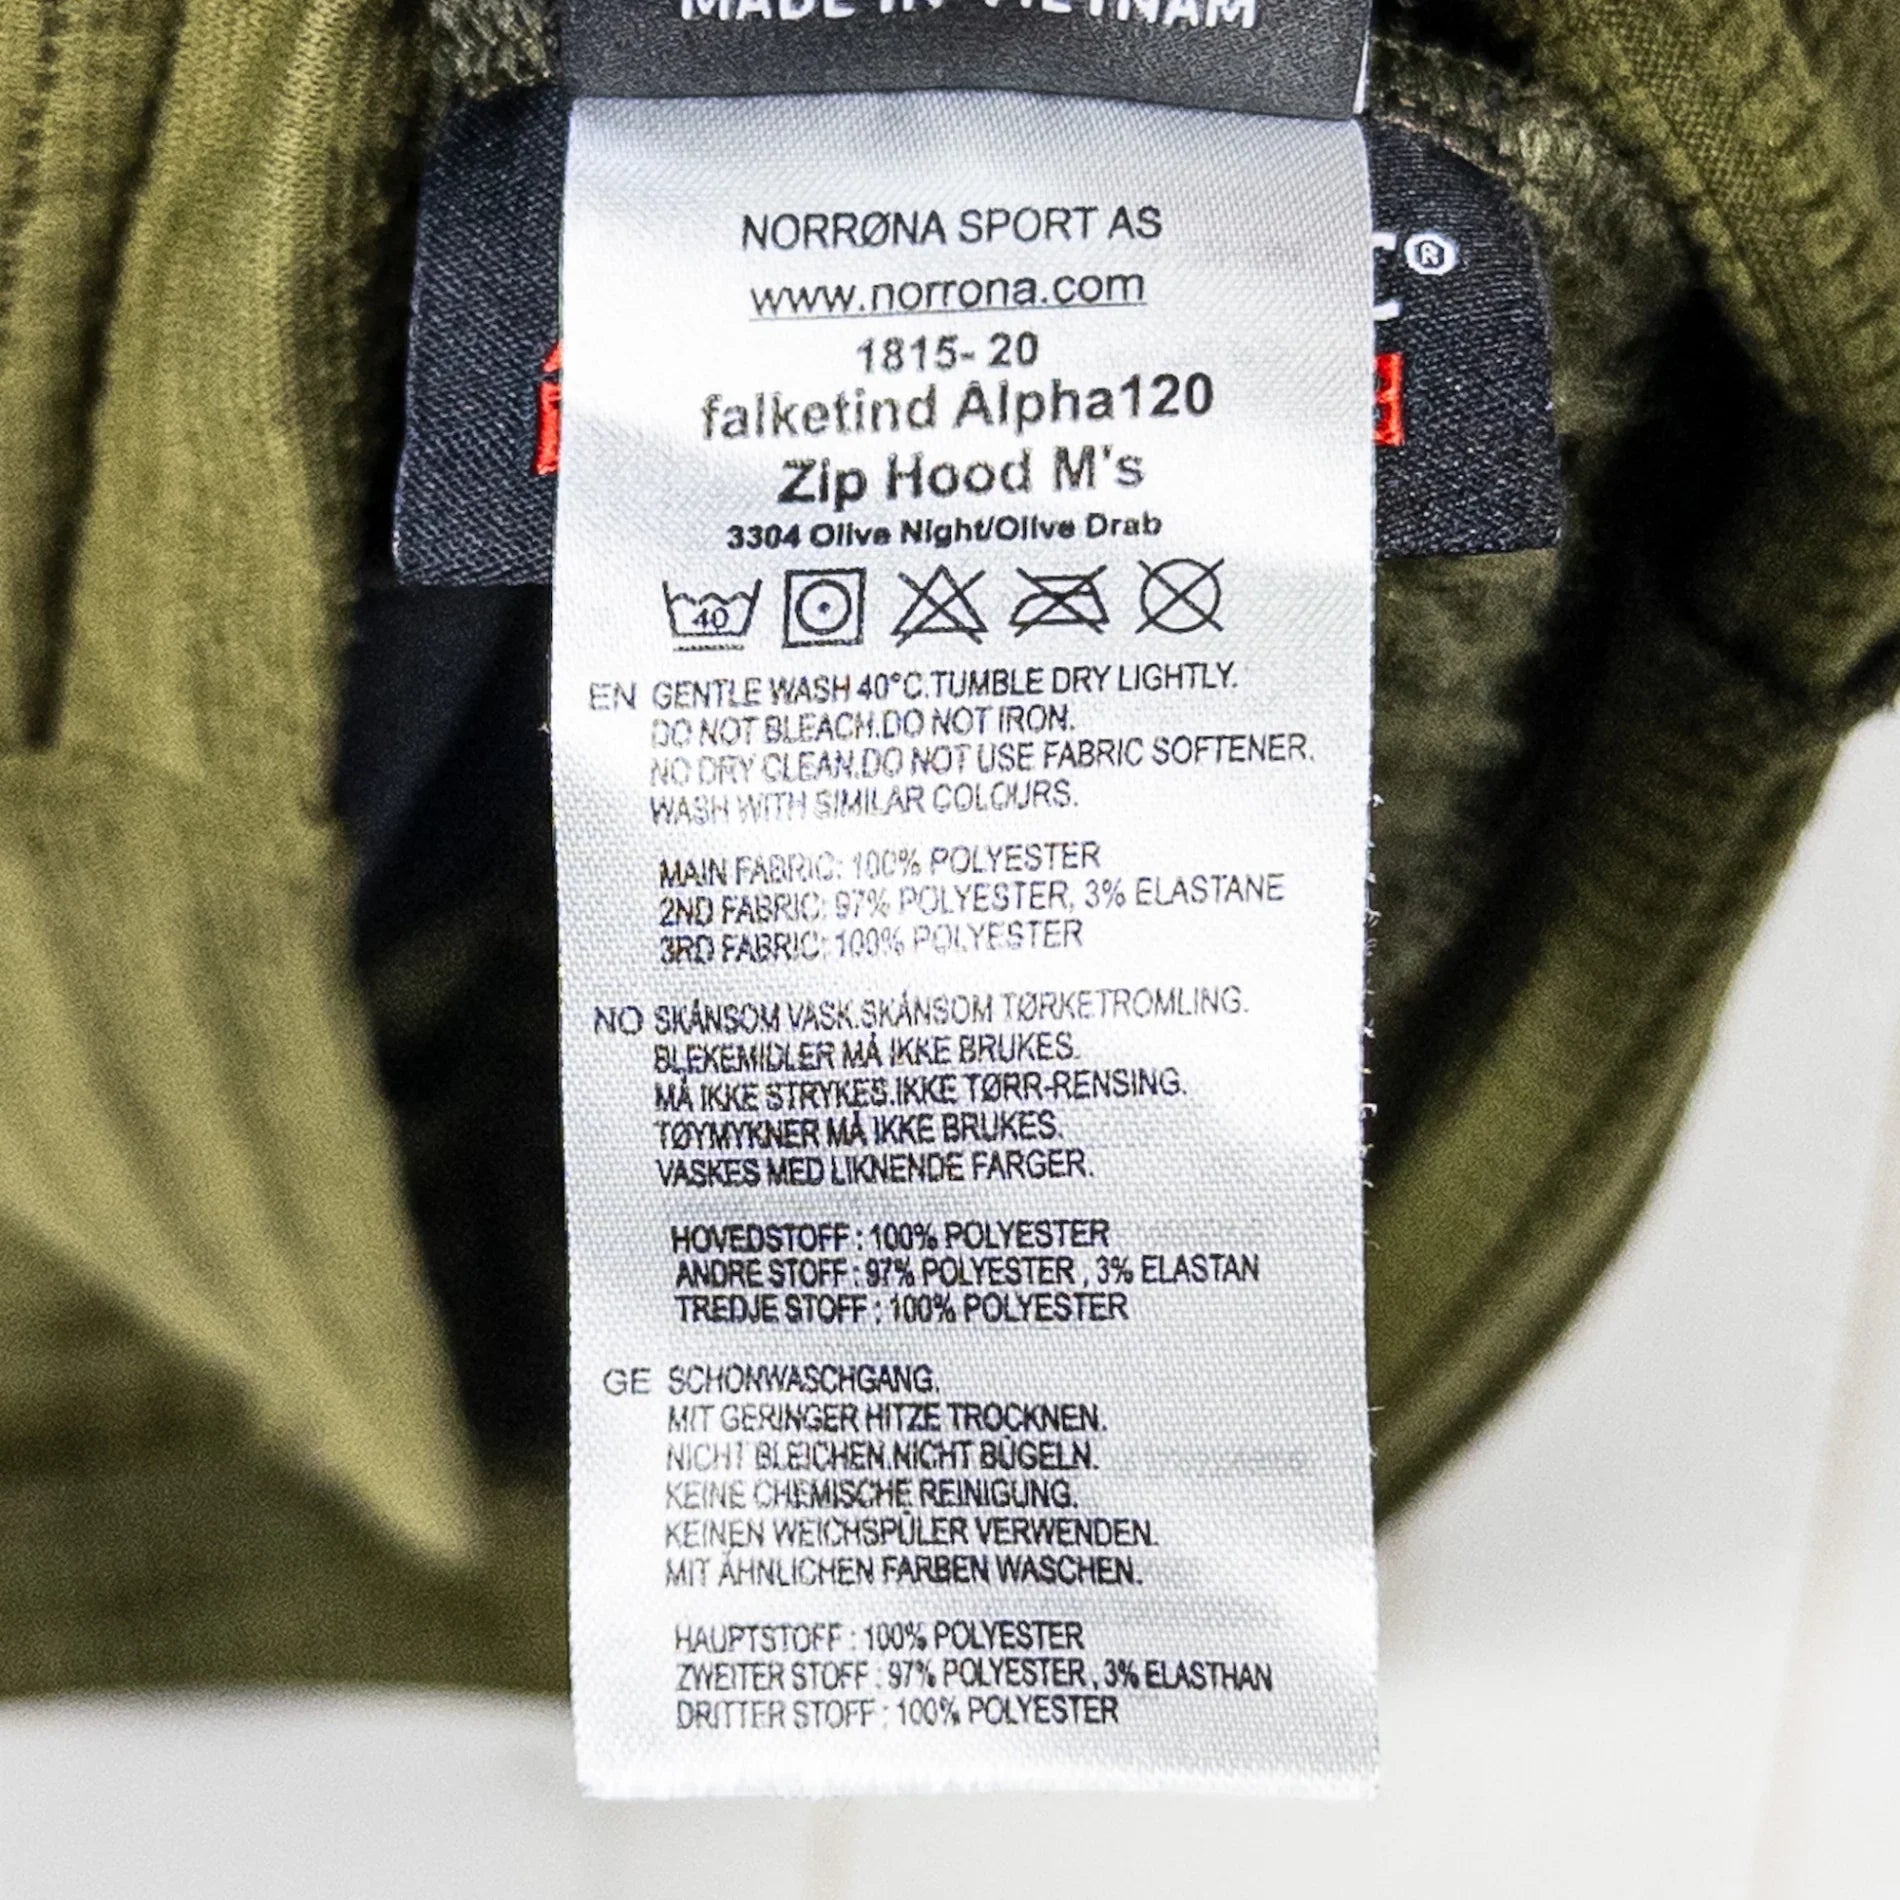 MADE IN VIETNAM
NORRØNA SPORT AS
www.norrona.com
1815- 20
falketind Alpha120
Zip Hood M's
3304 Olive Night/Olive Drab
40
EN GENTLE WASH 40°C.TUMBLE DRY LIGHTLY.
DO NOT BLEACH.DO NOT IRON.
NO DRY CLEAN.DO NOT USE FABRIC SOFTENER.
WASH WITH SIMILAR COLOURS.
MAIN FABRIC: 100% POLYESTER
2ND FABRIC: 97% POLYESTER, 3% ELASTANE
3RD FABRIC: 100% POLYESTER
NO SKÅNSOM VASK.SKÅNSOM TØRKETROMLING.
BLEKEMIDLER MÅ IKKE BRUKES.
MÅ IKKE STRYKES.IKKE TØRR-RENSING.
TØYMYKNER MÅ IKKE BRUKES.
VASKES MED LIKNENDE FARGER.
HOVEDSTOFF : 100% POLYESTER
ANDRE STOFF : 97% POLYESTER , 3% ELASTAN
TREDJE STOFF : 100% POLYESTER
GE SCHONWASCHGANG.
MIT GERINGER HITZE TROCKNEN.
NICHT BLEICHEN.NICHT BÜGELN.
KEINE CHEMISCHE REINIGUNG.
KEINEN WEICHSPÜLER VERWENDEN.
MIT ÄHNLICHEN FARBEN WASCHEN.
HAUPTSTOFF : 100% POLYESTER
ZWEITER STOFF : 97% POLYESTER , 3% ELASTHAN
DRITTER STOFF : 100% POLYESTER